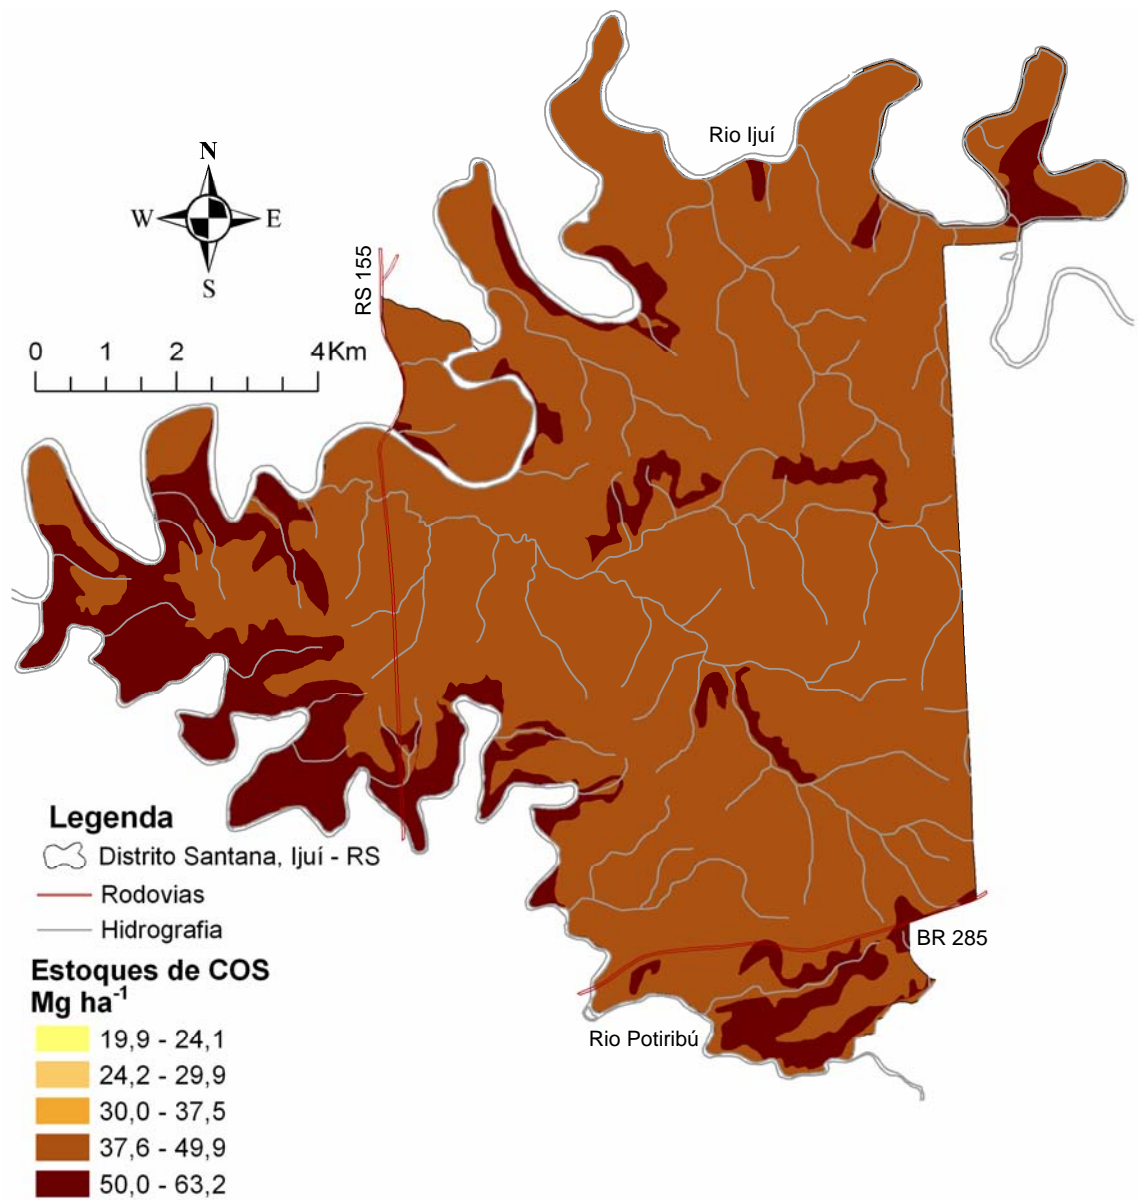 Rio Ijuí
N
W
E
S
RS 155
0 1 2 4Km
Legenda
Distrito Santana, Ijuí - RS
Rodovias
Hidrografia
BR 285
Estoques de COS
Mg ha⁻¹
Rio Potiribú
19,9 - 24,1
24,2 - 29,9
30,0 - 37,5
37,6 - 49,9
50,0 - 63,2